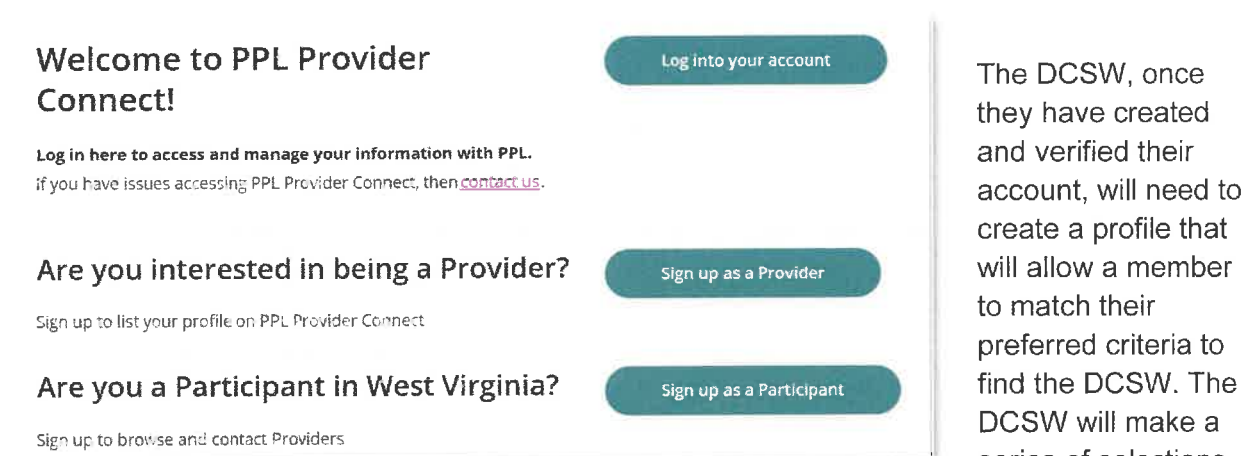 Welcome to PPL Provider
Connect!
Log into your account
Log in here to access and manage your information with PPL.
If you have issues accessing PPL Provider Connect, then contact us.
Are you interested in being a Provider?
Sign up as a Provider
Sign up to list your profile on PPL Provider Connect
Are you a Participant in West Virginia?
Sign up as a Participant
Sign up to browse and contact Providers
The DCSW, once
they have created
and verified their
account, will need to
create a profile that
will allow a member
to match their
preferred criteria to
find the DCSW. The
DCSW will make a
series of selections